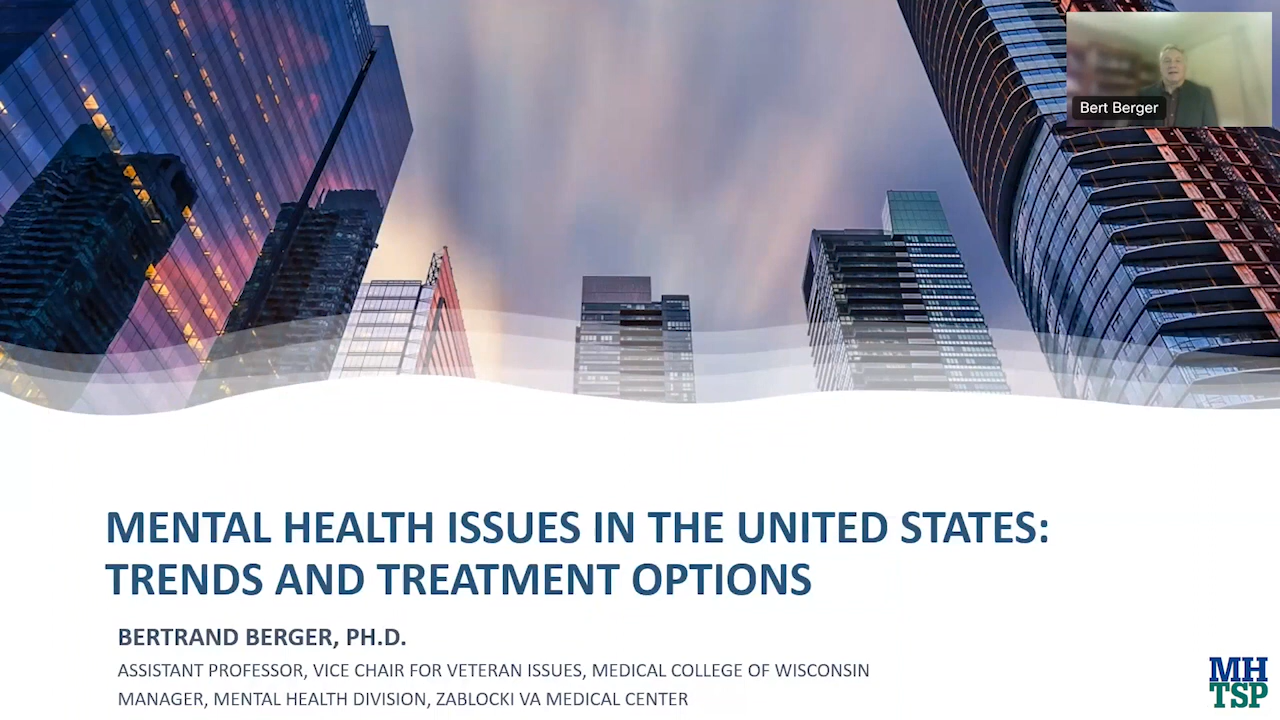 Bert Berger
MENTAL HEALTH ISSUES IN THE UNITED STATES:
TRENDS AND TREATMENT OPTIONS
BERTRAND BERGER, PH.D.
ASSISTANT PROFESSOR, VICE CHAIR FOR VETERAN ISSUES, MEDICAL COLLEGE OF WISCONSIN
MANAGER, MENTAL HEALTH DIVISION, ZABLOCKI VA MEDICAL CENTER
MH
TSP